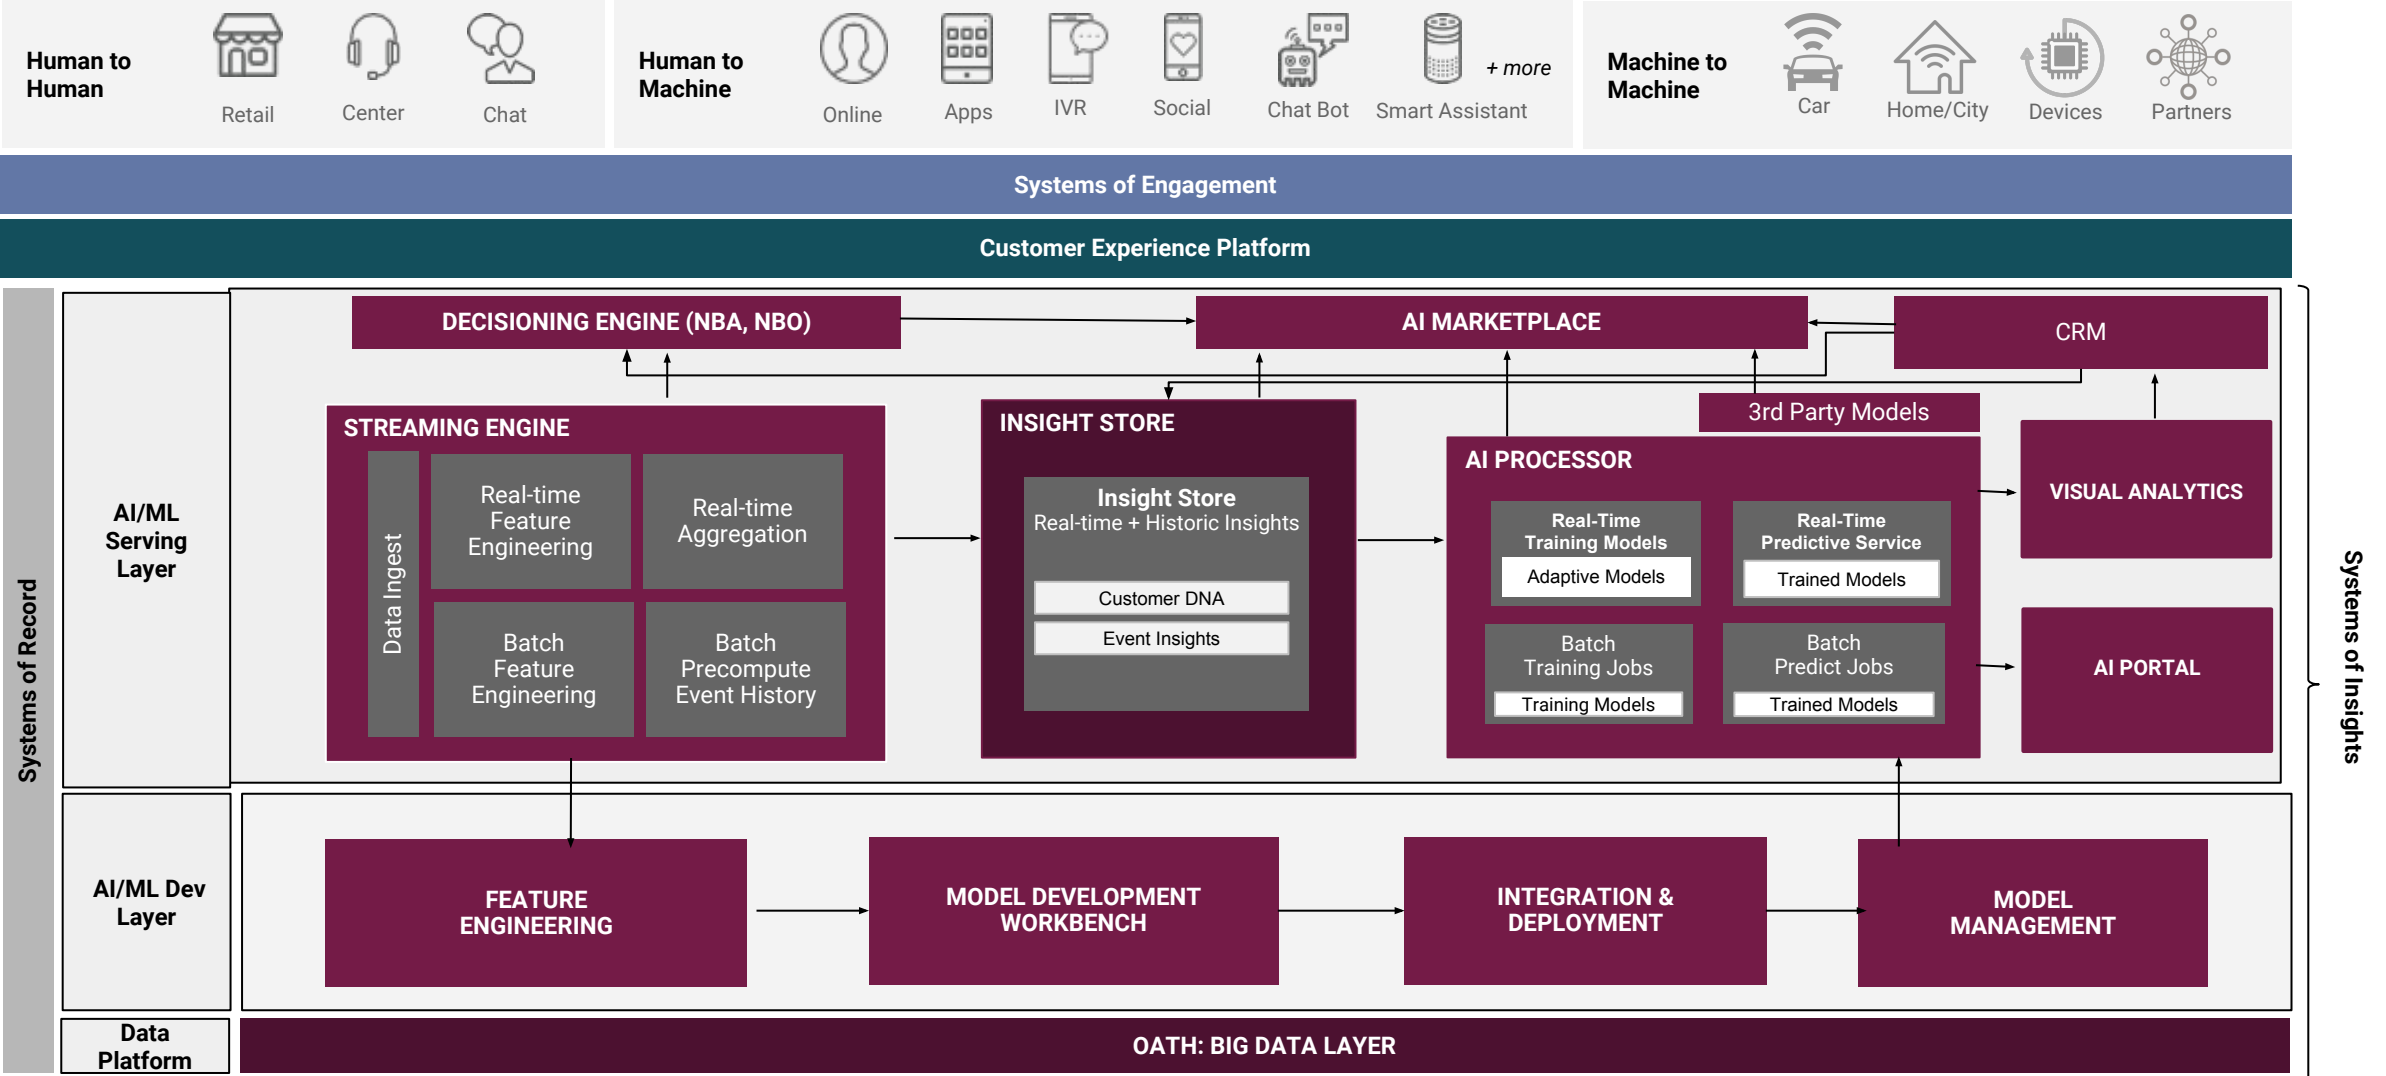 Human to
Human
Retail
Center
Chat
Human to
Machine
Online
Apps
IVR
Social
Chat Bot
Smart Assistant
+ more
Machine to
Machine
Car
Home/City
Devices
Partners
Systems of Engagement
Customer Experience Platform
Systems of Record
AI/ML
Serving
Layer
DECISIONING ENGINE (NBA, NBO)
AI MARKETPLACE
CRM
STREAMING ENGINE
Data Ingest
Real-time
Feature
Engineering
Real-time
Aggregation
Batch
Feature
Engineering
Batch
Precompute
Event History
INSIGHT STORE
Insight Store
Real-time + Historic Insights
Customer DNA
Event Insights
3rd Party Models
AI PROCESSOR
Real-Time
Training Models
Adaptive Models
Real-Time
Predictive Service
Trained Models
Batch
Training Jobs
Training Models
Batch
Predict Jobs
Trained Models
VISUAL ANALYTICS
AI PORTAL
Systems of Insights
AI/ML Dev
Layer
FEATURE
ENGINEERING
MODEL DEVELOPMENT
WORKBENCH
INTEGRATION &
DEPLOYMENT
MODEL
MANAGEMENT
Data
Platform
OATH: BIG DATA LAYER